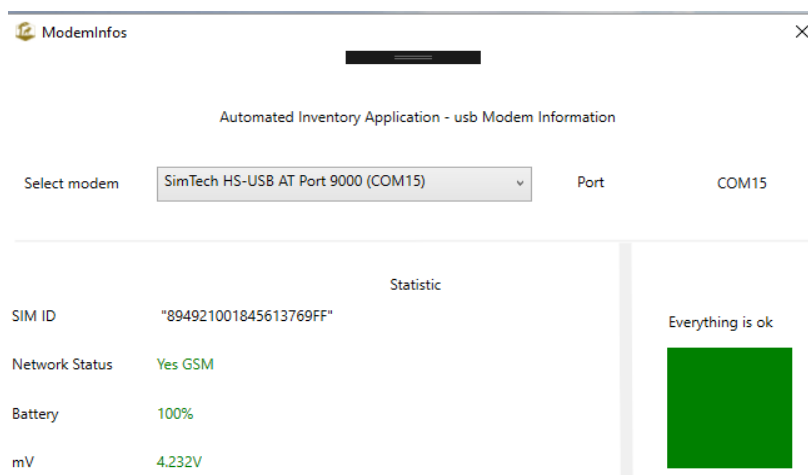 ModemInfos
Automated Inventory Application - usb Modem Information
Select modem SimTech HS-USB AT Port 9000 (COM15) Port COM15
Statistic
SIM ID "894921001845613769FF"
Everything is ok
Network Status Yes GSM
Battery 100%
mV 4.232V